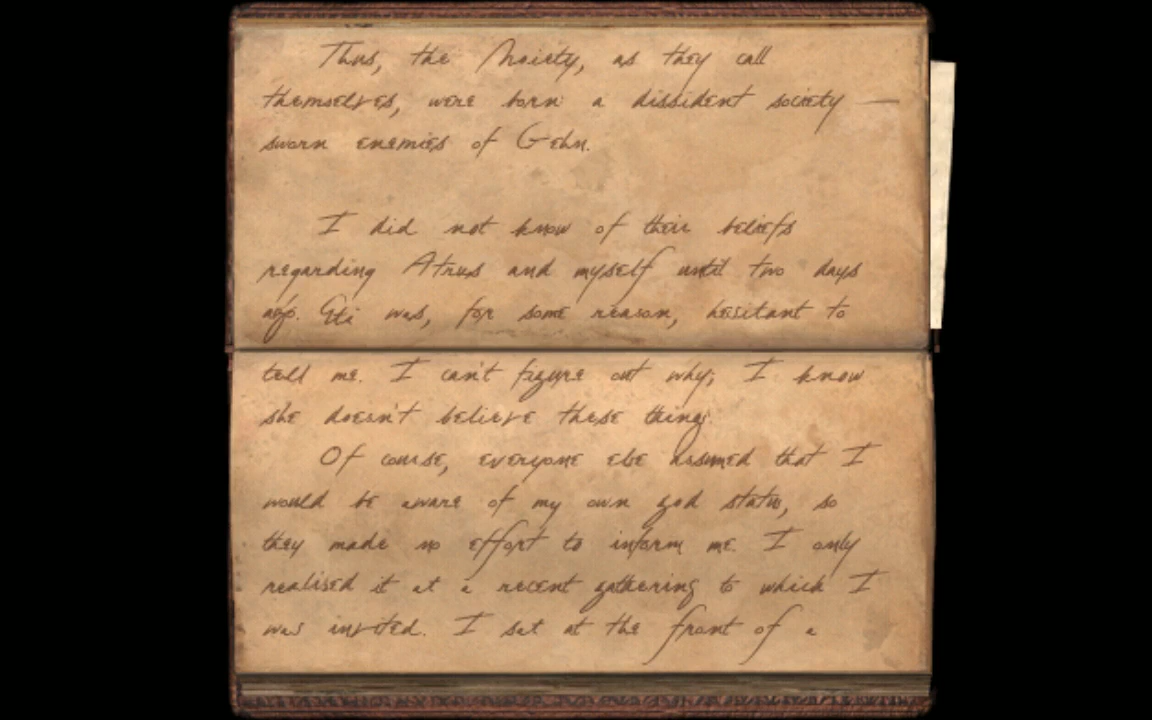 Thus, the Moiety, as they call
themselves, were born a dissident society —
sworn enemies of Gehn.
I did not know of their beliefs
regarding Atrus and myself until two days
ago. Eti was, for some reason, hesitant to
tell me. I can't figure out why; I know
she doesn't believe these things.
Of course, everyone else assumed that I
would be aware of my own god status, so
they made no effort to inform me. I only
realised it at a recent gathering to which I
was invited. I sat at the front of a